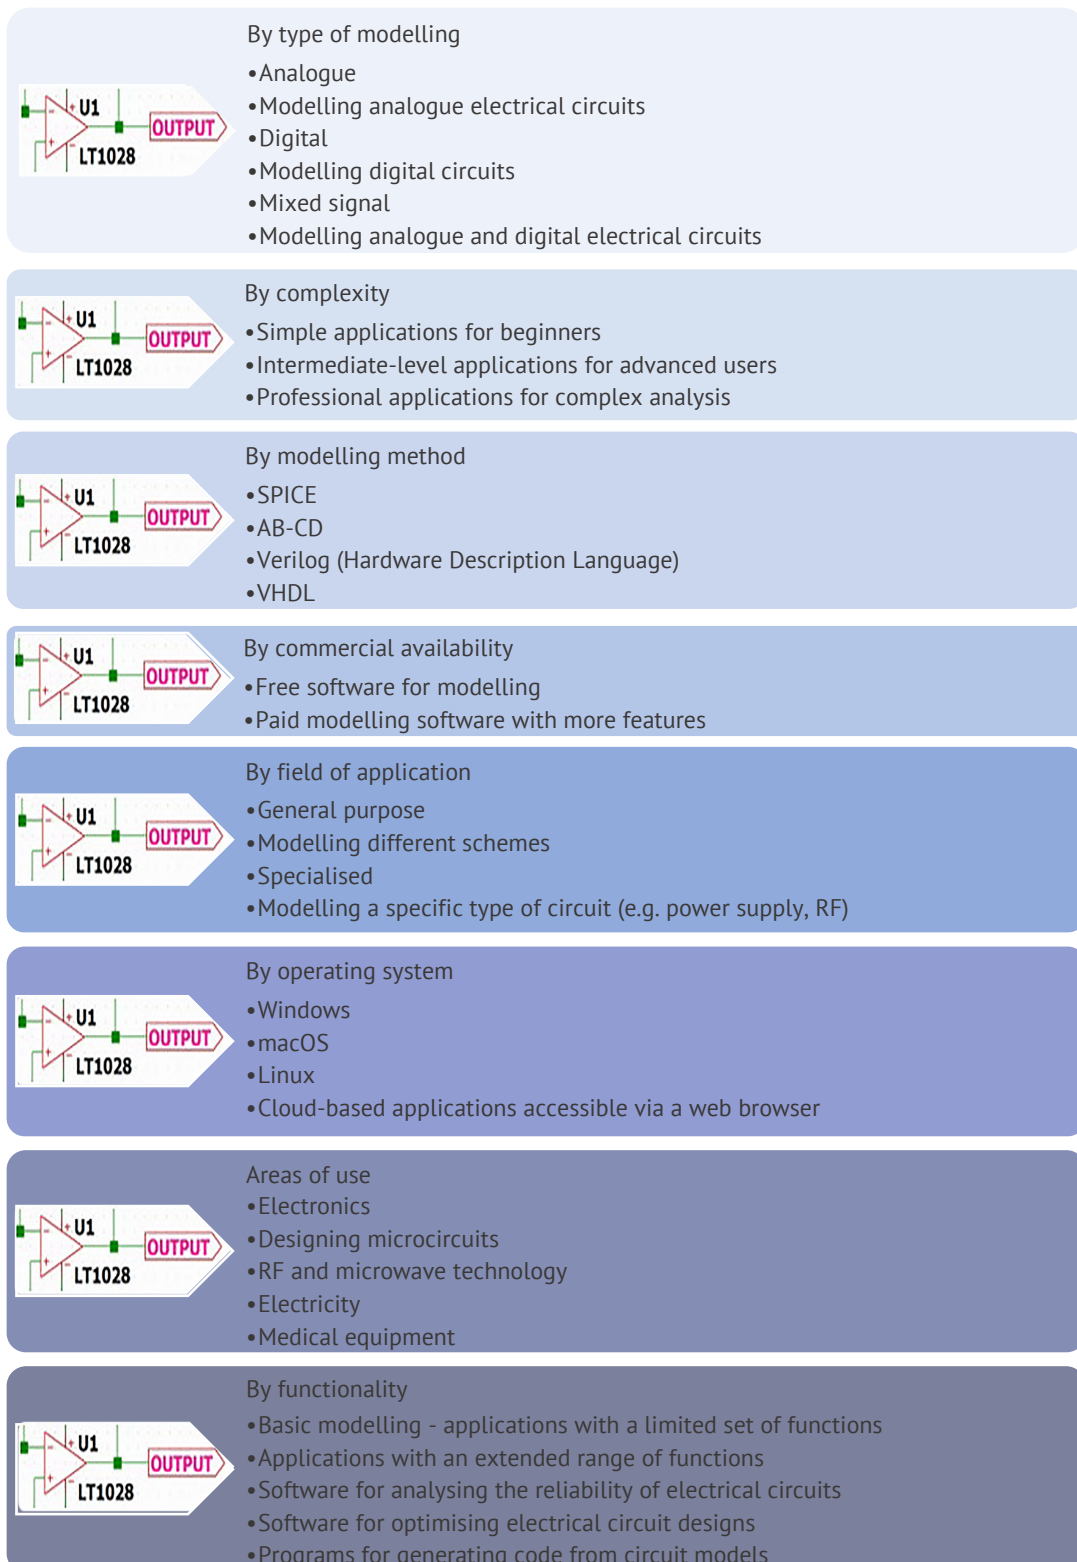 By type of modelling
•Analogue
•Modelling analogue electrical circuits
•Digital
•Modelling digital circuits
•Mixed signal
•Modelling analogue and digital electrical circuits
+ U1
-
OUTPUT
+
-
LT1028
By complexity
•Simple applications for beginners
•Intermediate-level applications for advanced users
•Professional applications for complex analysis
+ U1
-
OUTPUT
+
-
LT1028
By modelling method
•SPICE
•AB-CD
•Verilog (Hardware Description Language)
•VHDL
+ U1
-
OUTPUT
+
-
LT1028
By commercial availability
•Free software for modelling
•Paid modelling software with more features
+ U1
-
OUTPUT
+
-
LT1028
By field of application
•General purpose
•Modelling different schemes
•Specialised
•Modelling a specific type of circuit (e.g. power supply, RF)
+ U1
-
OUTPUT
+
-
LT1028
By operating system
•Windows
•macOS
•Linux
•Cloud-based applications accessible via a web browser
+ U1
-
OUTPUT
+
-
LT1028
Areas of use
•Electronics
•Designing microcircuits
•RF and microwave technology
•Electricity
•Medical equipment
+ U1
-
OUTPUT
+
-
LT1028
By functionality
•Basic modelling - applications with a limited set of functions
•Applications with an extended range of functions
•Software for analysing the reliability of electrical circuits
•Software for optimising electrical circuit designs
•Programs for generating code from circuit models
+ U1
-
OUTPUT
+
-
LT1028